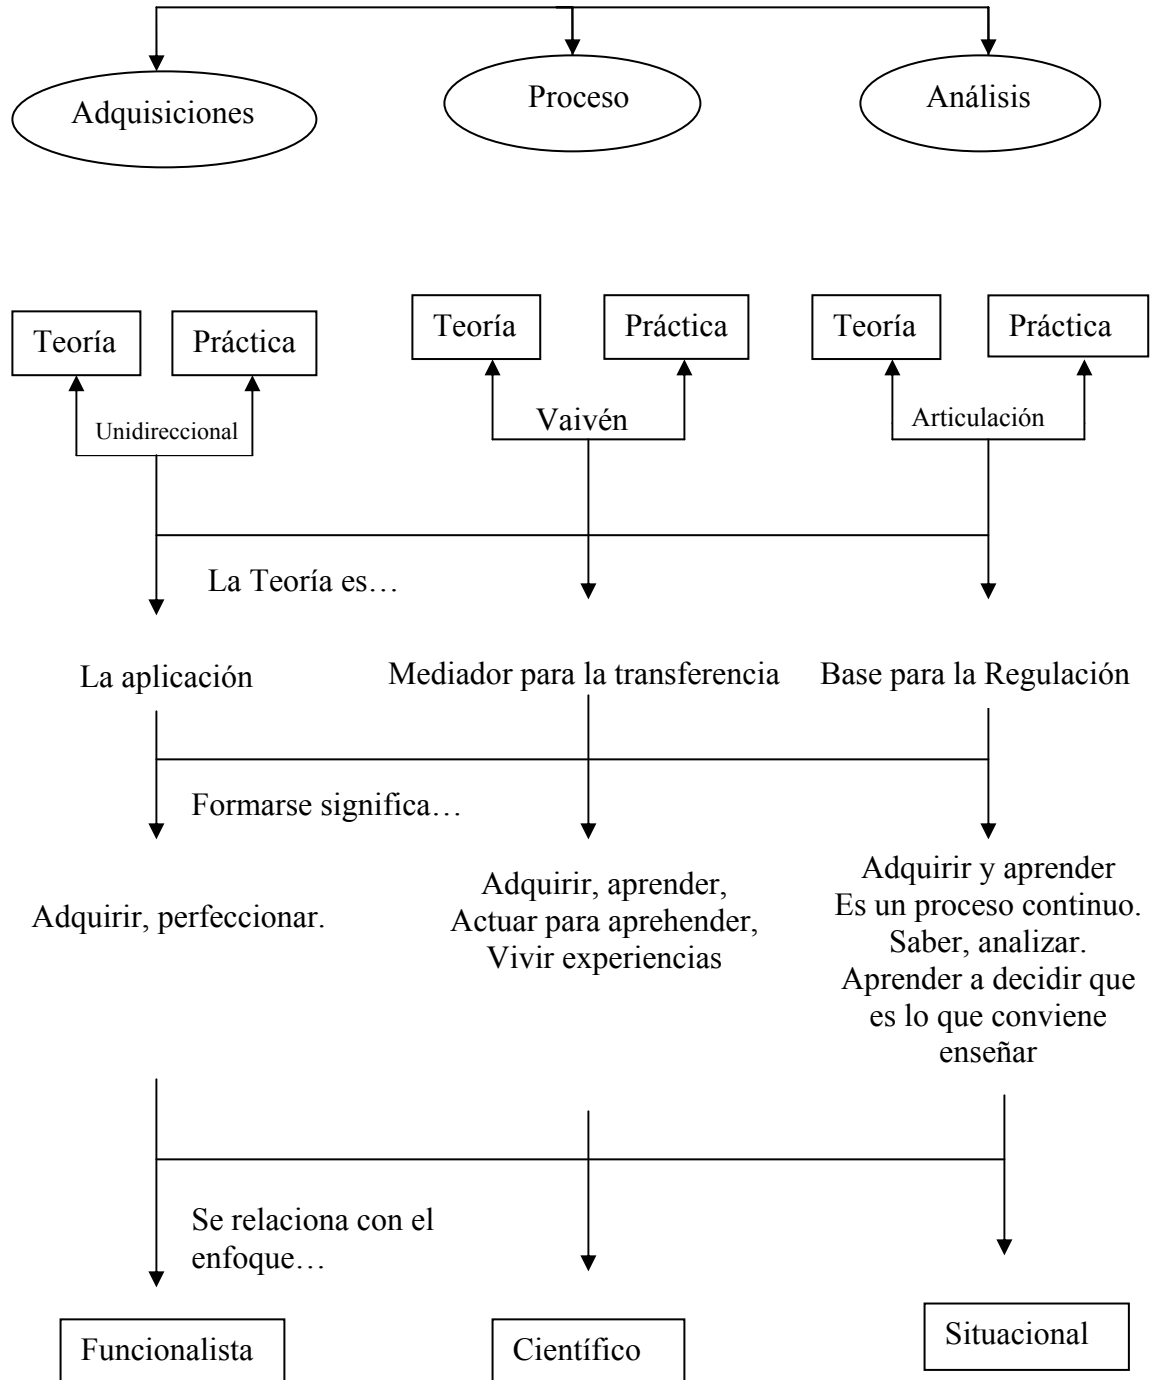 Adquisiciones
Proceso
Análisis
Teoría
Práctica
Teoría
Práctica
Teoría
Práctica
Unidireccional
Vaivén
Articulación
La Teoría es…
La aplicación
Mediador para la transferencia
Base para la Regulación
Formarse significa…
Adquirir, perfeccionar.
Adquirir, aprender,
Actuar para aprehender,
Vivir experiencias
Adquirir y aprender
Es un proceso continuo.
Saber, analizar.
Aprender a decidir que
es lo que conviene
enseñar
Se relaciona con el
enfoque…
Funcionalista
Científico
Situacional